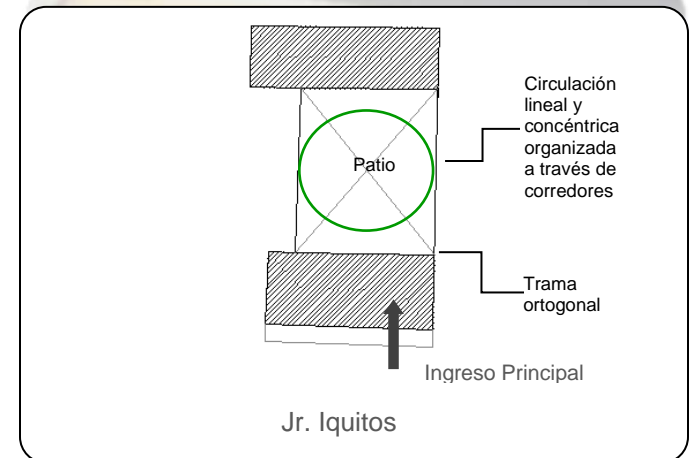 Circulación
lineal y
concéntrica
organizada
a través de
corredores
Patio
Trama
ortogonal
Ingreso Principal
Jr. Iquitos